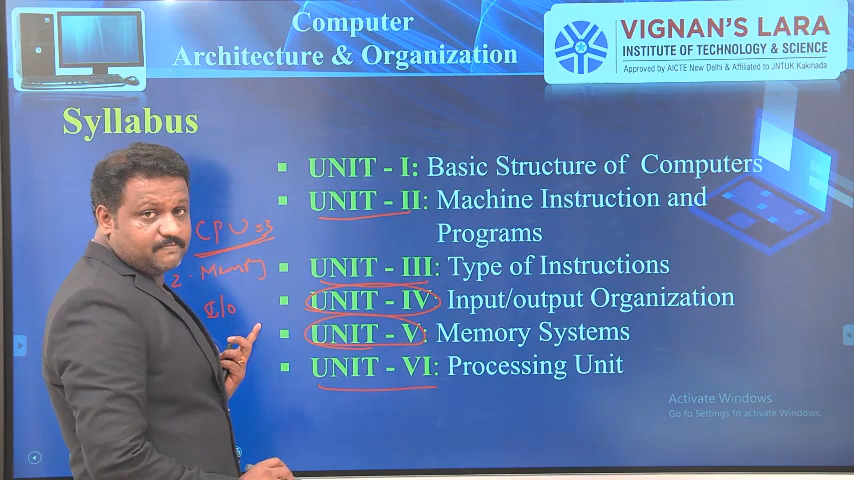 Computer
Architecture & Organization
VIGNAN'S LARA
INSTITUTE OF TECHNOLOGY & SCIENCE
Approved by AICTE New Delhi & Affiliated to JNTUK Kakinada
Syllabus
UNIT - I: Basic Structure of Computers
UNIT - II: Machine Instruction and
Programs
UNIT - III: Type of Instructions
UNIT - IV: Input/output Organization
UNIT - V: Memory Systems
UNIT - VI: Processing Unit
CPU = 3
2. Memory
I/o
Activate Windows
Go to Settings to activate Windows.